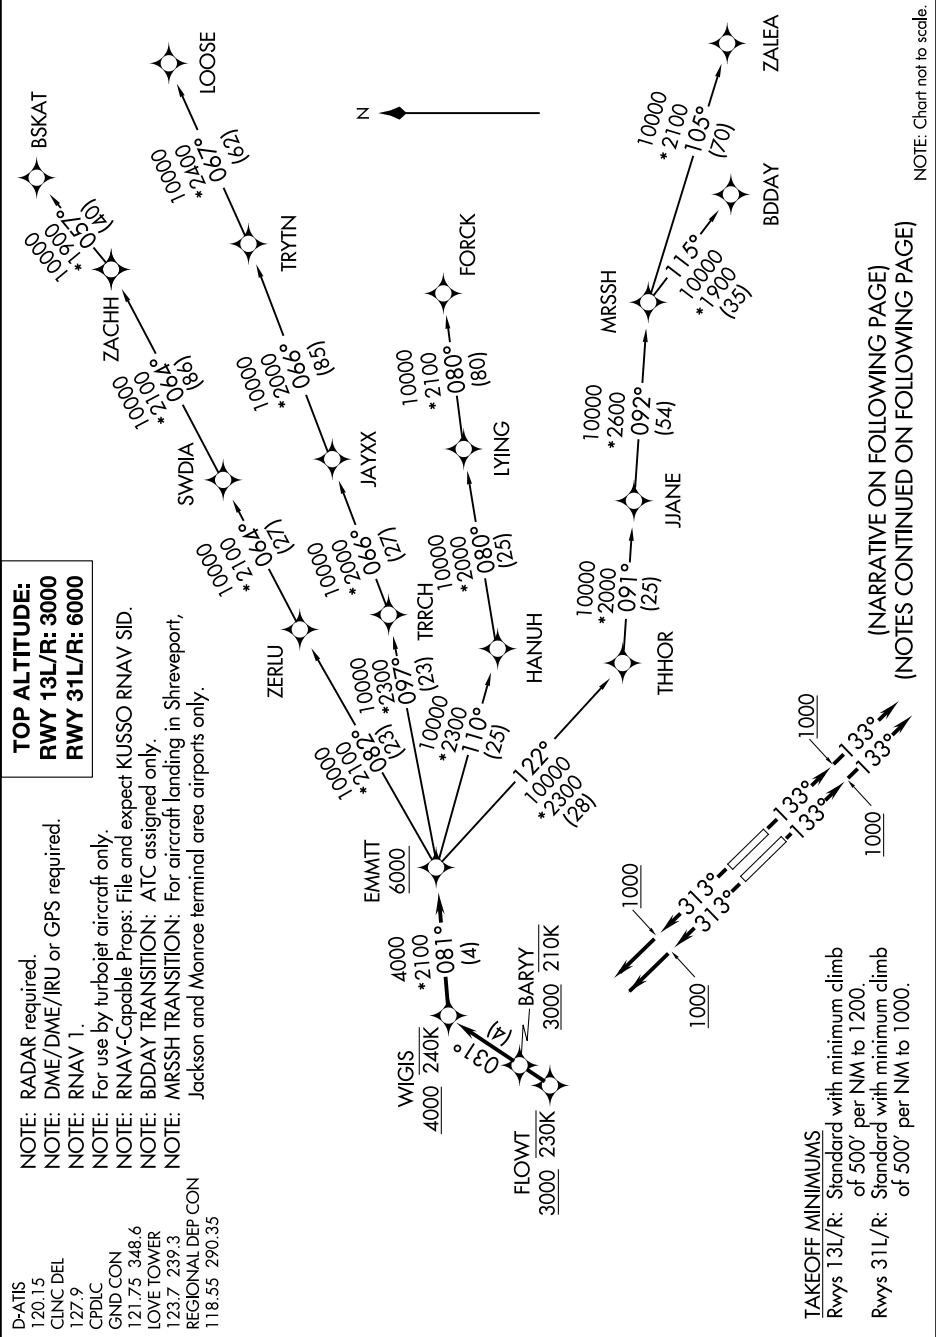 D-ATIS
120.15
CLNC DEL
127.9
CPDLC
GND CON
121.75 348.6
LOVE TOWER
123.7 239.3
REGIONAL DEP CON
118.55 290.35
NOTE: RADAR required.
NOTE: DME/DME/IRU or GPS required.
NOTE: RNAV 1.
NOTE: For use by turbojet aircraft only.
NOTE: RNAV-Capable Props: File and expect KUSSO RNAV SID.
NOTE: BDDAY TRANSITION: ATC assigned only.
NOTE: MRSSH TRANSITION: For aircraft landing in Shreveport,
Jackson and Monroe terminal area airports only.
TOP ALTITUDE:
RWY 13L/R: 3000
RWY 31L/R: 6000
BSKAT
10000
*1900
057°
(40)
ZACHH
10000
*2100
064°
(86)
SWDIA
10000
*2100
064°
(27)
ZERLU
10000
*2100
082°
(23)
LOOSE
10000
*2400
067°
(62)
TRYTN
10000
*2000
066°
(85)
JAYXX
10000
*2000
066°
(27)
TRRCH
10000
*2300
097°
(23)
N
FORCK
10000
*2100
080°
(80)
LYING
10000
*2000
080°
(25)
HANUH
10000
*2300
110°
(25)
EMMTT
6000
4000
*2100
081°
(4)
WIGIS
4000 240K
031°
(4)
BARYY
3000 210K
FLOWT
3000 230K
122°
10000
*2300
(28)
THHOR
10000
*2000
091°
(25)
JJANE
10000
*2600
092°
(54)
MRSSH
10000
*2100
105°
(70)
ZALEA
115°
10000
*1900
(35)
BDDAY
1000
313°
313°
1000
133°
133°
1000
133°
133°
1000
TAKEOFF MINIMUMS
Rwys 13L/R: Standard with minimum climb
of 500' per NM to 1200.
Rwys 31L/R: Standard with minimum climb
of 500' per NM to 1000.
(NARRATIVE ON FOLLOWING PAGE)
(NOTES CONTINUED ON FOLLOWING PAGE)
NOTE: Chart not to scale.